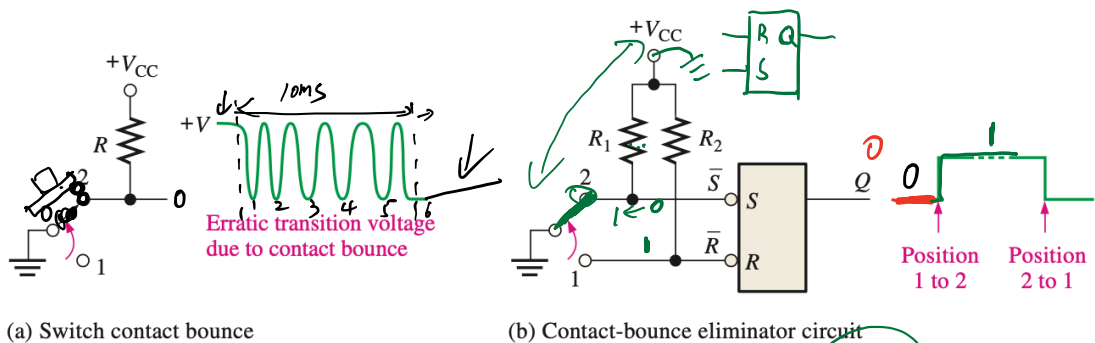 +VCC
R
2
0
1
10ms
+V
1 2 3 4 5 6
Erratic transition voltage
due to contact bounce
(a) Switch contact bounce
+VCC
R Q
S
R1
R2
2
1 ← 0
S̅
S
1
R̅
R
1
Q
0
0
1
Position
1 to 2
Position
2 to 1
(b) Contact-bounce eliminator circuit